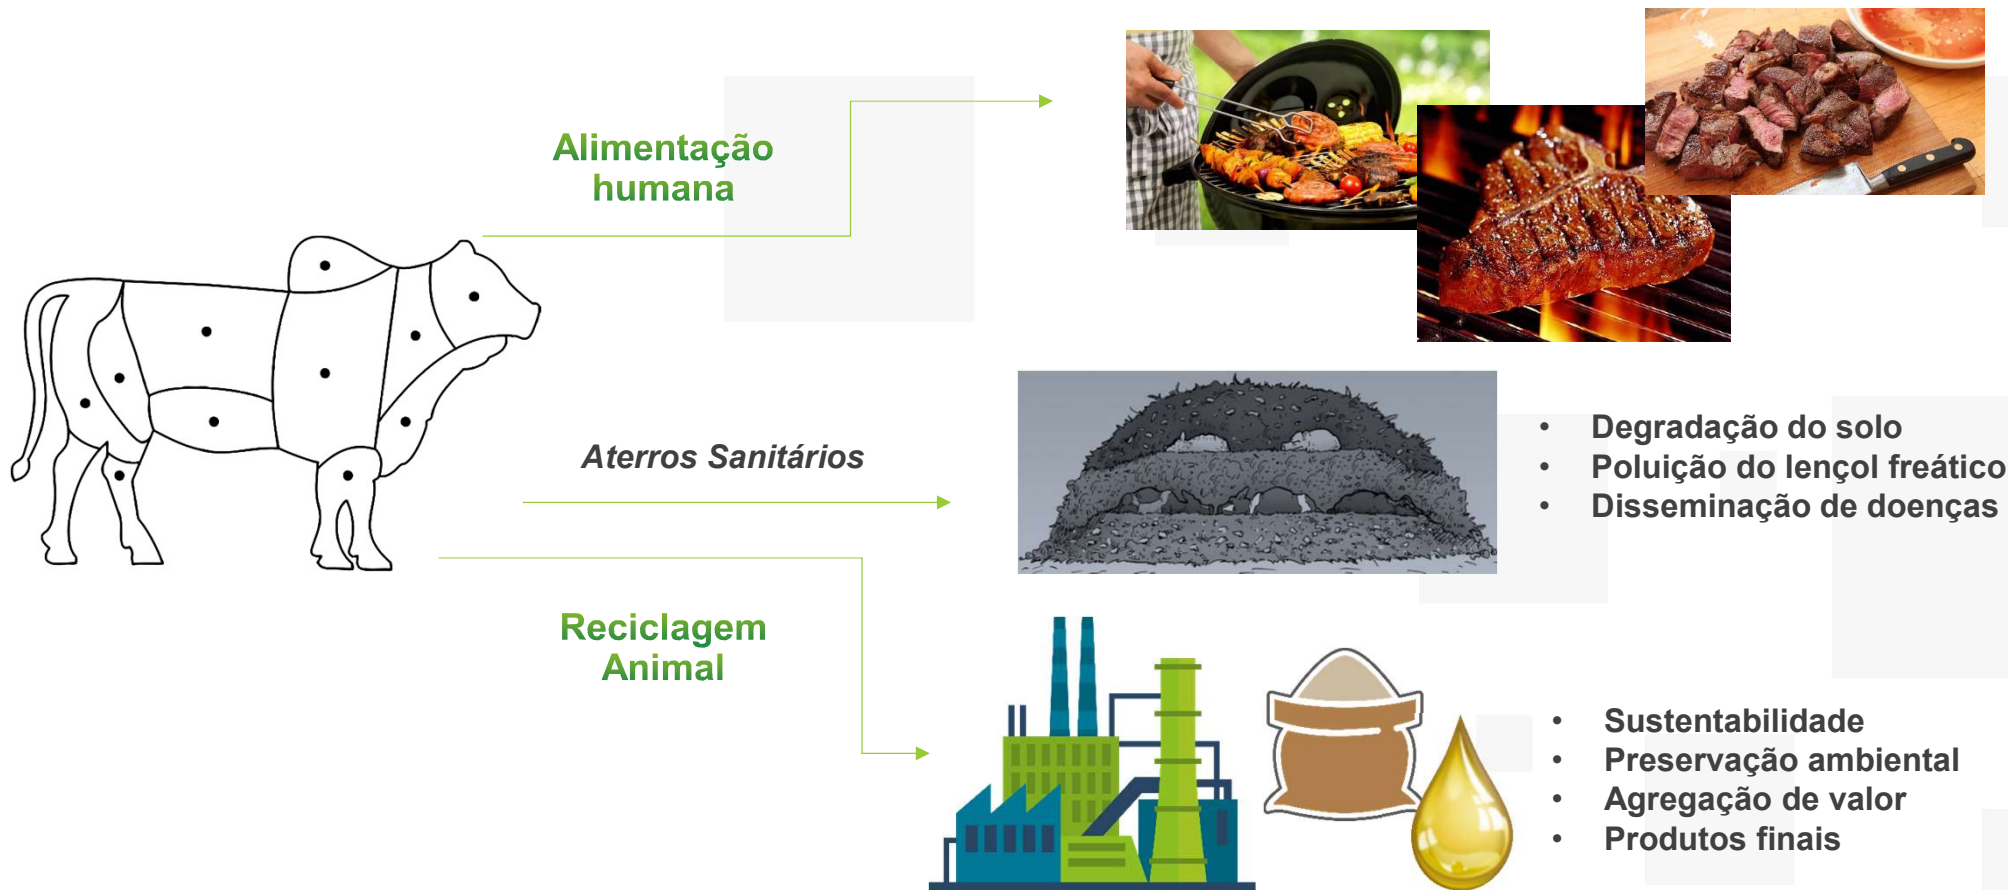 Alimentação
humana
Aterros Sanitários
• Degradação do solo
• Poluição do lençol freático
• Disseminação de doenças
Reciclagem
Animal
• Sustentabilidade
• Preservação ambiental
• Agregação de valor
• Produtos finais